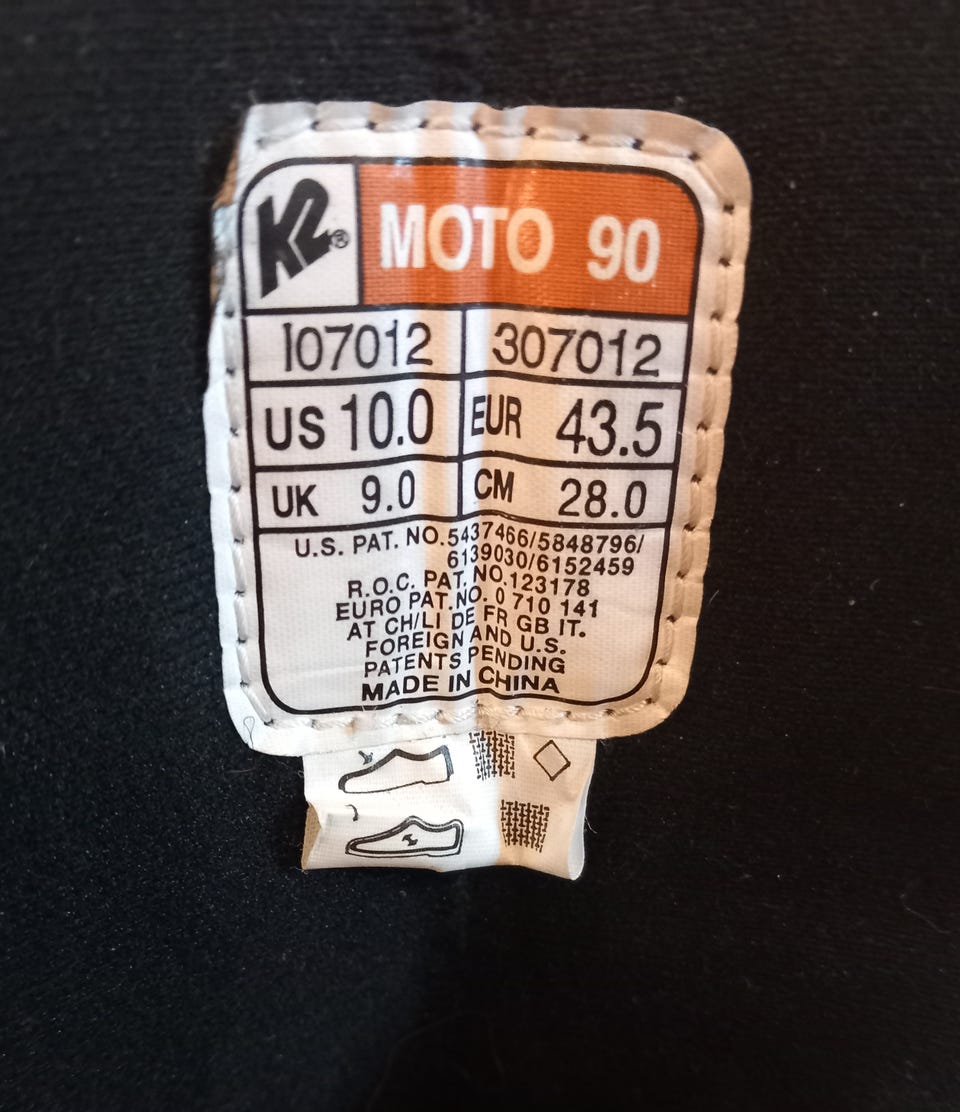 K2® MOTO 90
107012 307012
US 10.0 EUR 43.5
UK 9.0 CM 28.0
U.S. PAT. NO.5437466/5848796/
6139030/6152459
R.O.C. PAT. NO.123178
EURO PAT.NO. 0 710 141
AT CH/LI DE FR GB IT.
FOREIGN AND U.S.
PATENTS PENDING
MADE IN CHINA